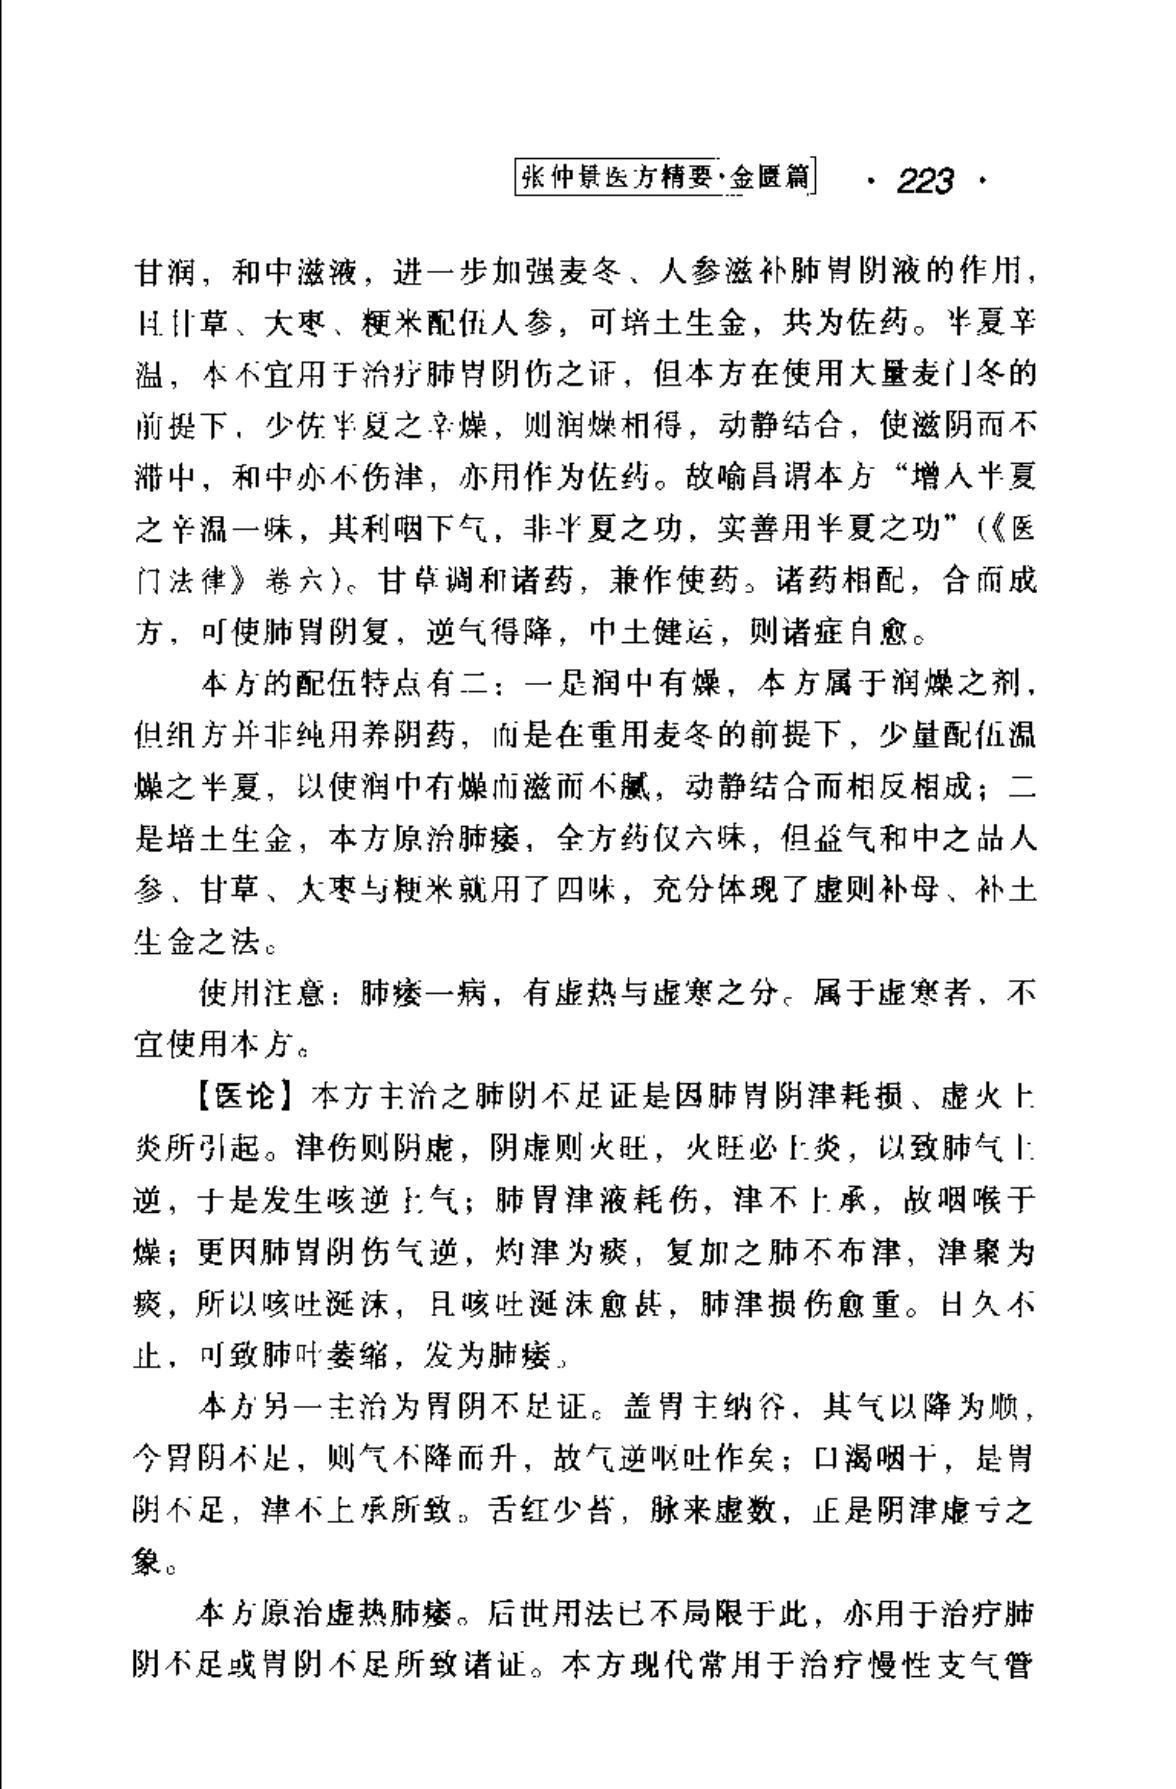 张仲景医方精要·金匮篇 · 223 ·
甘润，和中滋液，进一步加强麦冬、人参滋补肺胃阴液的作用，
且甘草、大枣、粳米配伍人参，可培土生金，共为佐药。半夏辛
温，本不宜用于治疗肺胃阴伤之证，但本方在使用大量麦门冬的
前提下，少佐半夏之辛燥，则润燥相得，动静结合，使滋阴而不
滞中，和中亦不伤津，亦用作为佐药。故喻昌谓本方“增入半夏
之辛温一味，其利咽下气，非半夏之功，实善用半夏之功”(《医
门法律》卷六)。甘草调和诸药，兼作使药。诸药相配，合而成
方，可使肺胃阴复，逆气得降，中土健运，则诸症自愈。
本方的配伍特点有二：一是润中有燥，本方属于润燥之剂，
但组方并非纯用养阴药，而是在重用麦冬的前提下，少量配伍温
燥之半夏，以使润中有燥而滋而不腻，动静结合而相反相成；二
是培土生金，本方原治肺痿，全方药仅六味，但益气和中之品人
参、甘草、大枣与粳米就用了四味，充分体现了虚则补母、补土
生金之法。
使用注意：肺痿一病，有虚热与虚寒之分。属于虚寒者，不
宜使用本方。
【医论】本方主治之肺阴不足证是因肺胃阴津耗损、虚火上
炎所引起。津伤则阴虚，阴虚则火旺，火旺必上炎，以致肺气上
逆，于是发生咳逆上气；肺胃津液耗伤，津不上承，故咽喉干
燥；更因肺胃阴伤气逆，灼津为痰，复加之肺不布津，津聚为
痰，所以咳吐涎沫，且咳吐涎沫愈甚，肺津损伤愈重。日久不
止，可致肺叶萎缩，发为肺痿。
本方另一主治为胃阴不足证。盖胃主纳谷，其气以降为顺，
今胃阴不足，则气不降而升，故气逆呕吐作矣；口渴咽干，是胃
阴不足，津不上承所致。舌红少苔，脉来虚数，正是阴津虚亏之
象。
本方原治虚热肺痿。后世用法已不局限于此，亦用于治疗肺
阴不足或胃阴不足所致诸证。本方现代常用于治疗慢性支气管